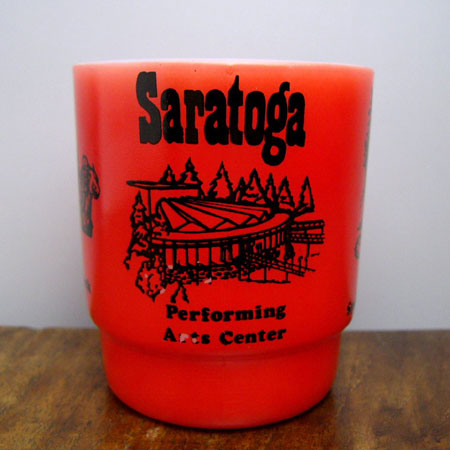 Saratoga
Performing
Arts Center